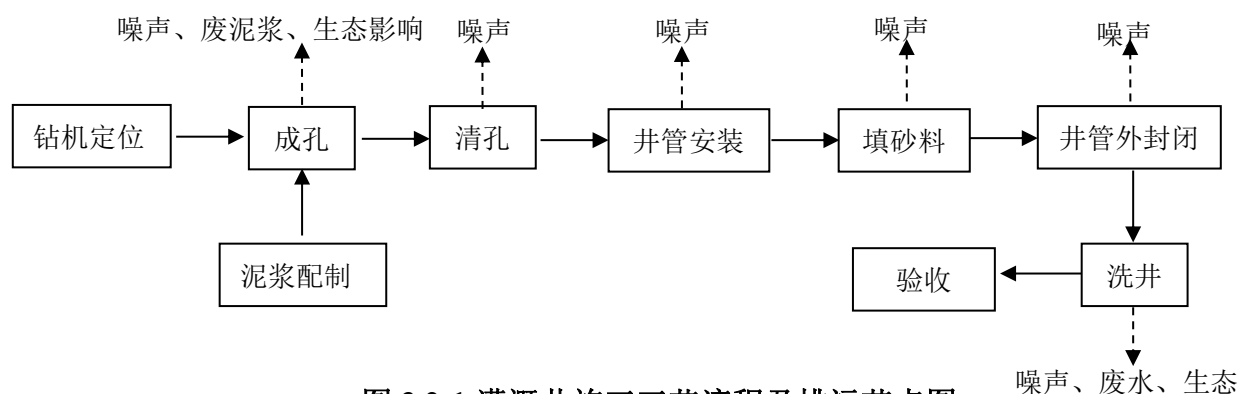 噪声、废泥浆、生态影响
噪声
噪声
噪声
噪声
钻机定位
成孔
清孔
井管安装
填砂料
井管外封闭
泥浆配制
验收
洗井
噪声、废水、生态